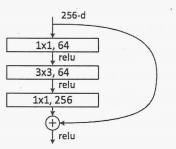 256-d
1x1, 64
relu
3x3, 64
relu
1x1, 256
+
relu